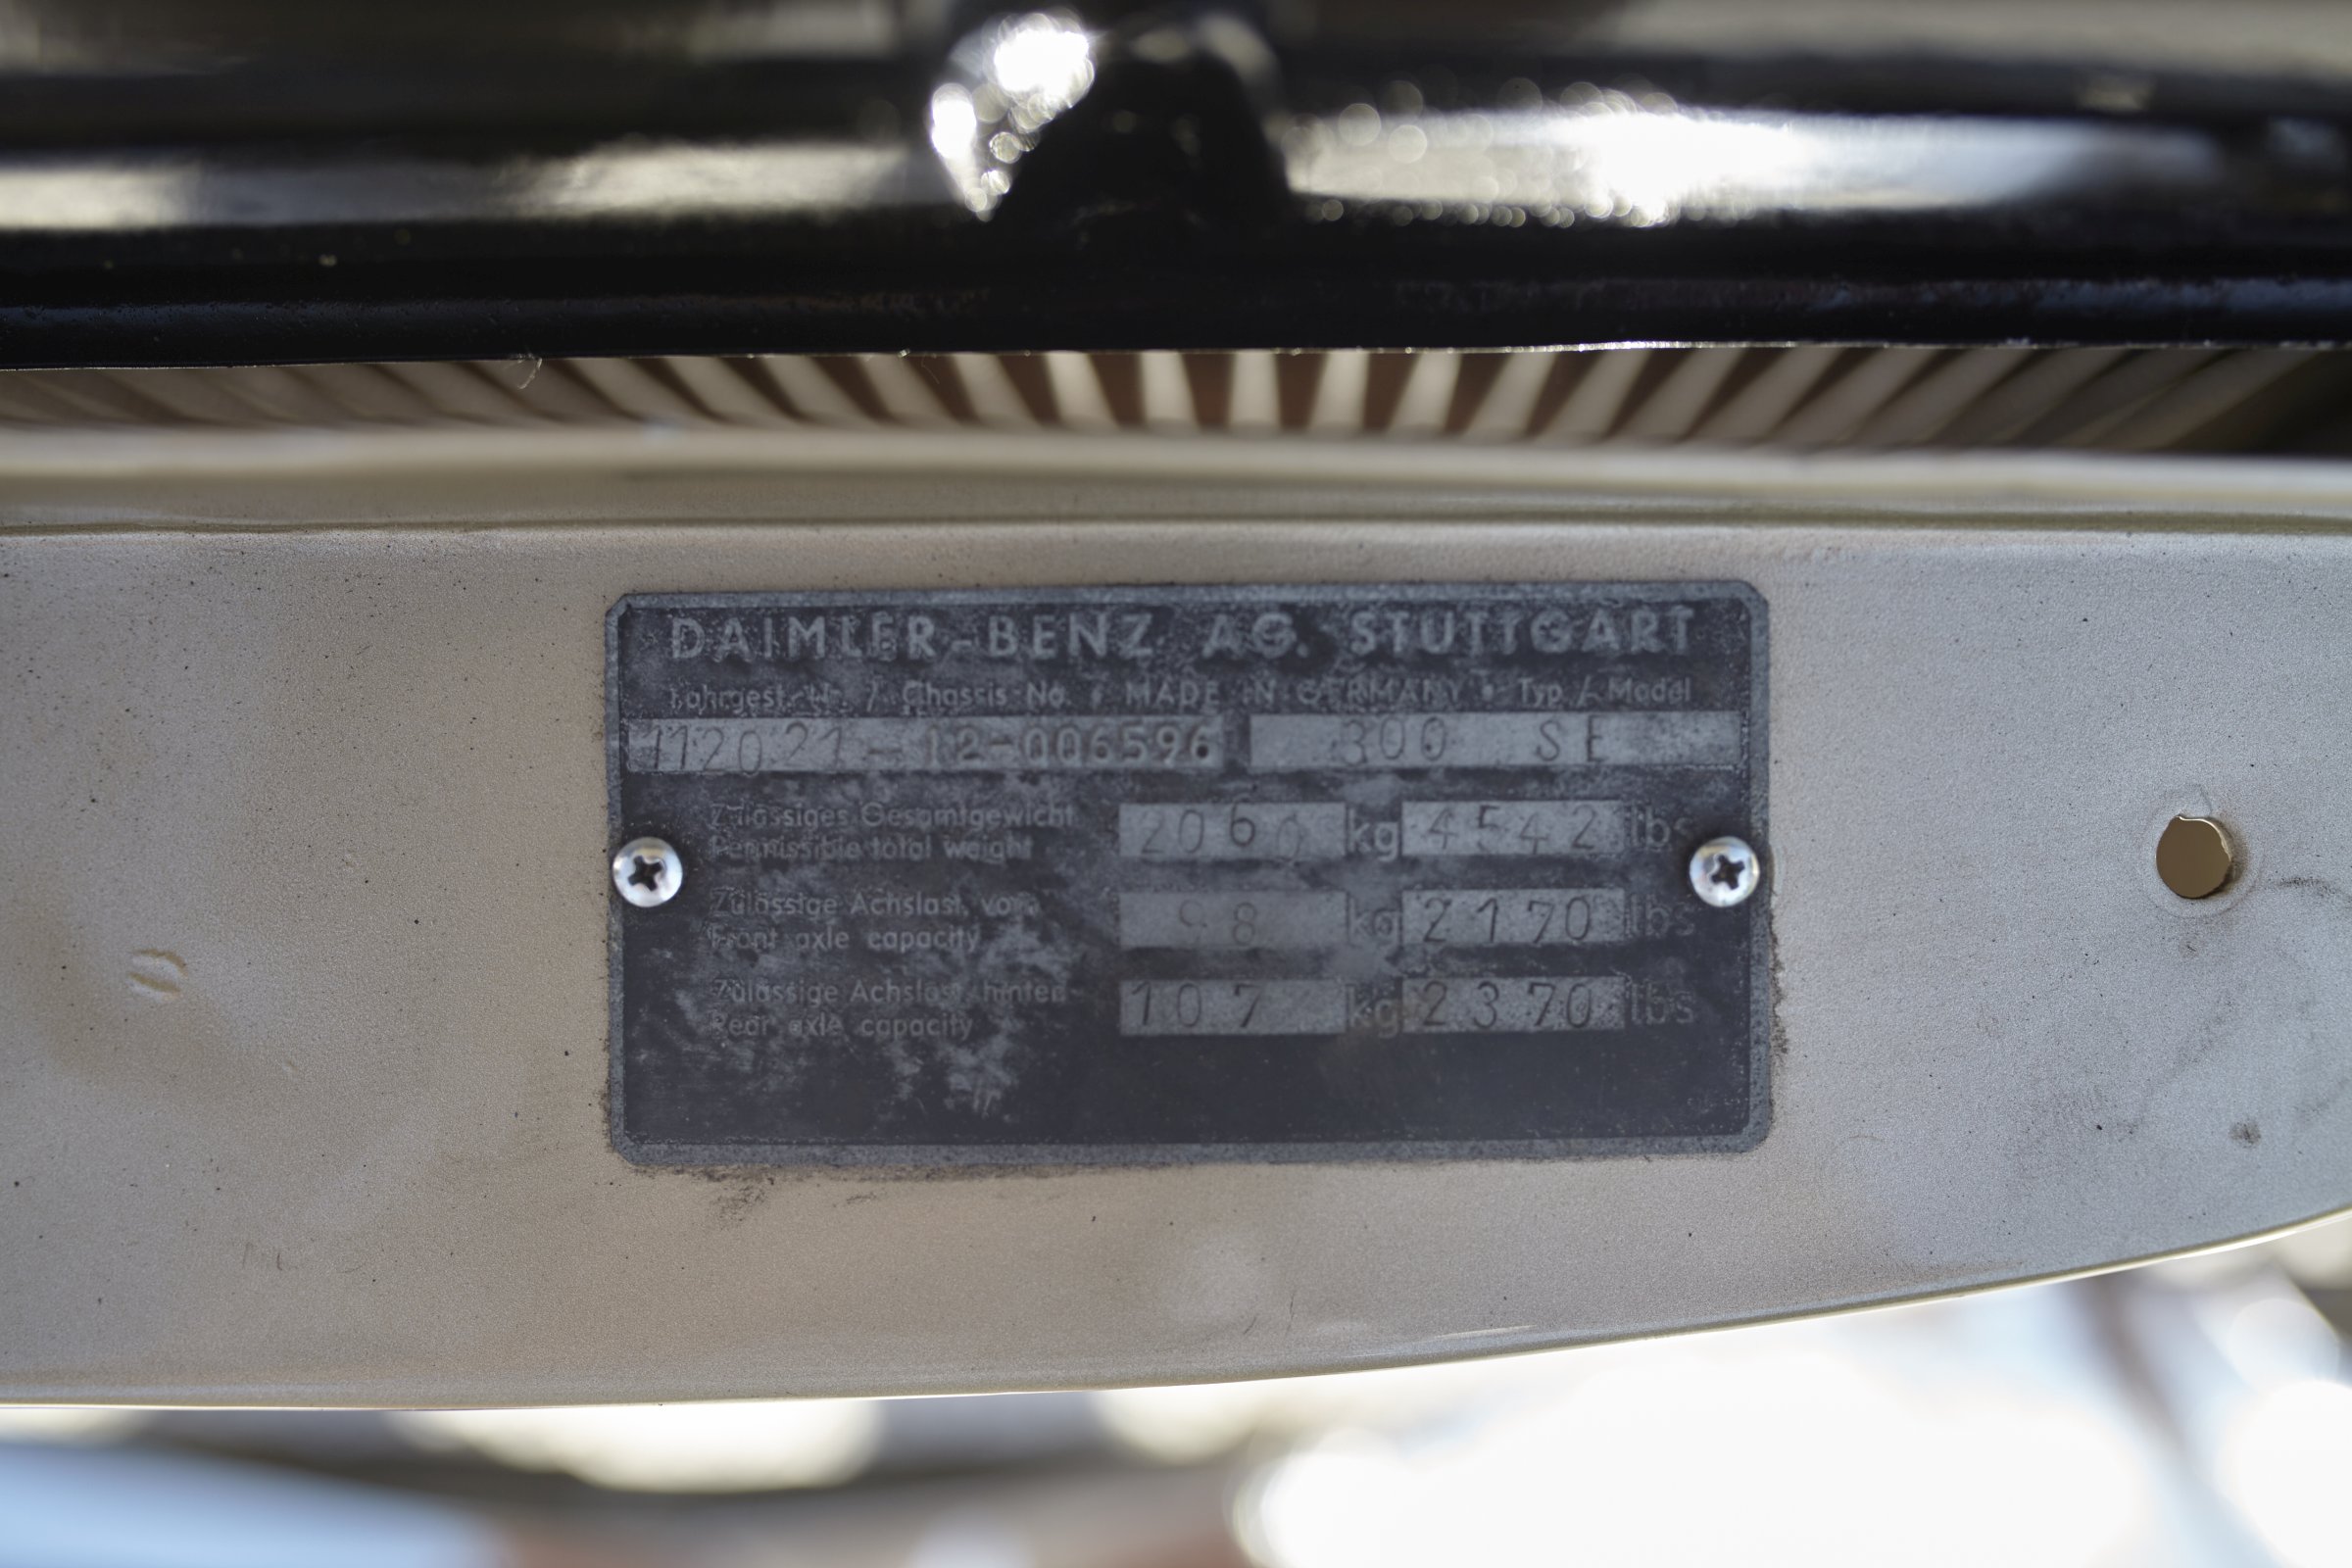 DAIMLER-BENZ AG. STUTTGART
Fahrgest.-Nr. / Chassis-No. • MADE IN GERMANY • Typ / Model
112021-12-006596 300 SE
Zulässiges Gesamtgewicht
Permissible total weight
2060 kg 4542 lbs
Zulässige Achslast, vorn
Front axle capacity
98 kg 2170 lbs
Zulässige Achslast, hinten
Rear axle capacity
107 kg 2370 lbs